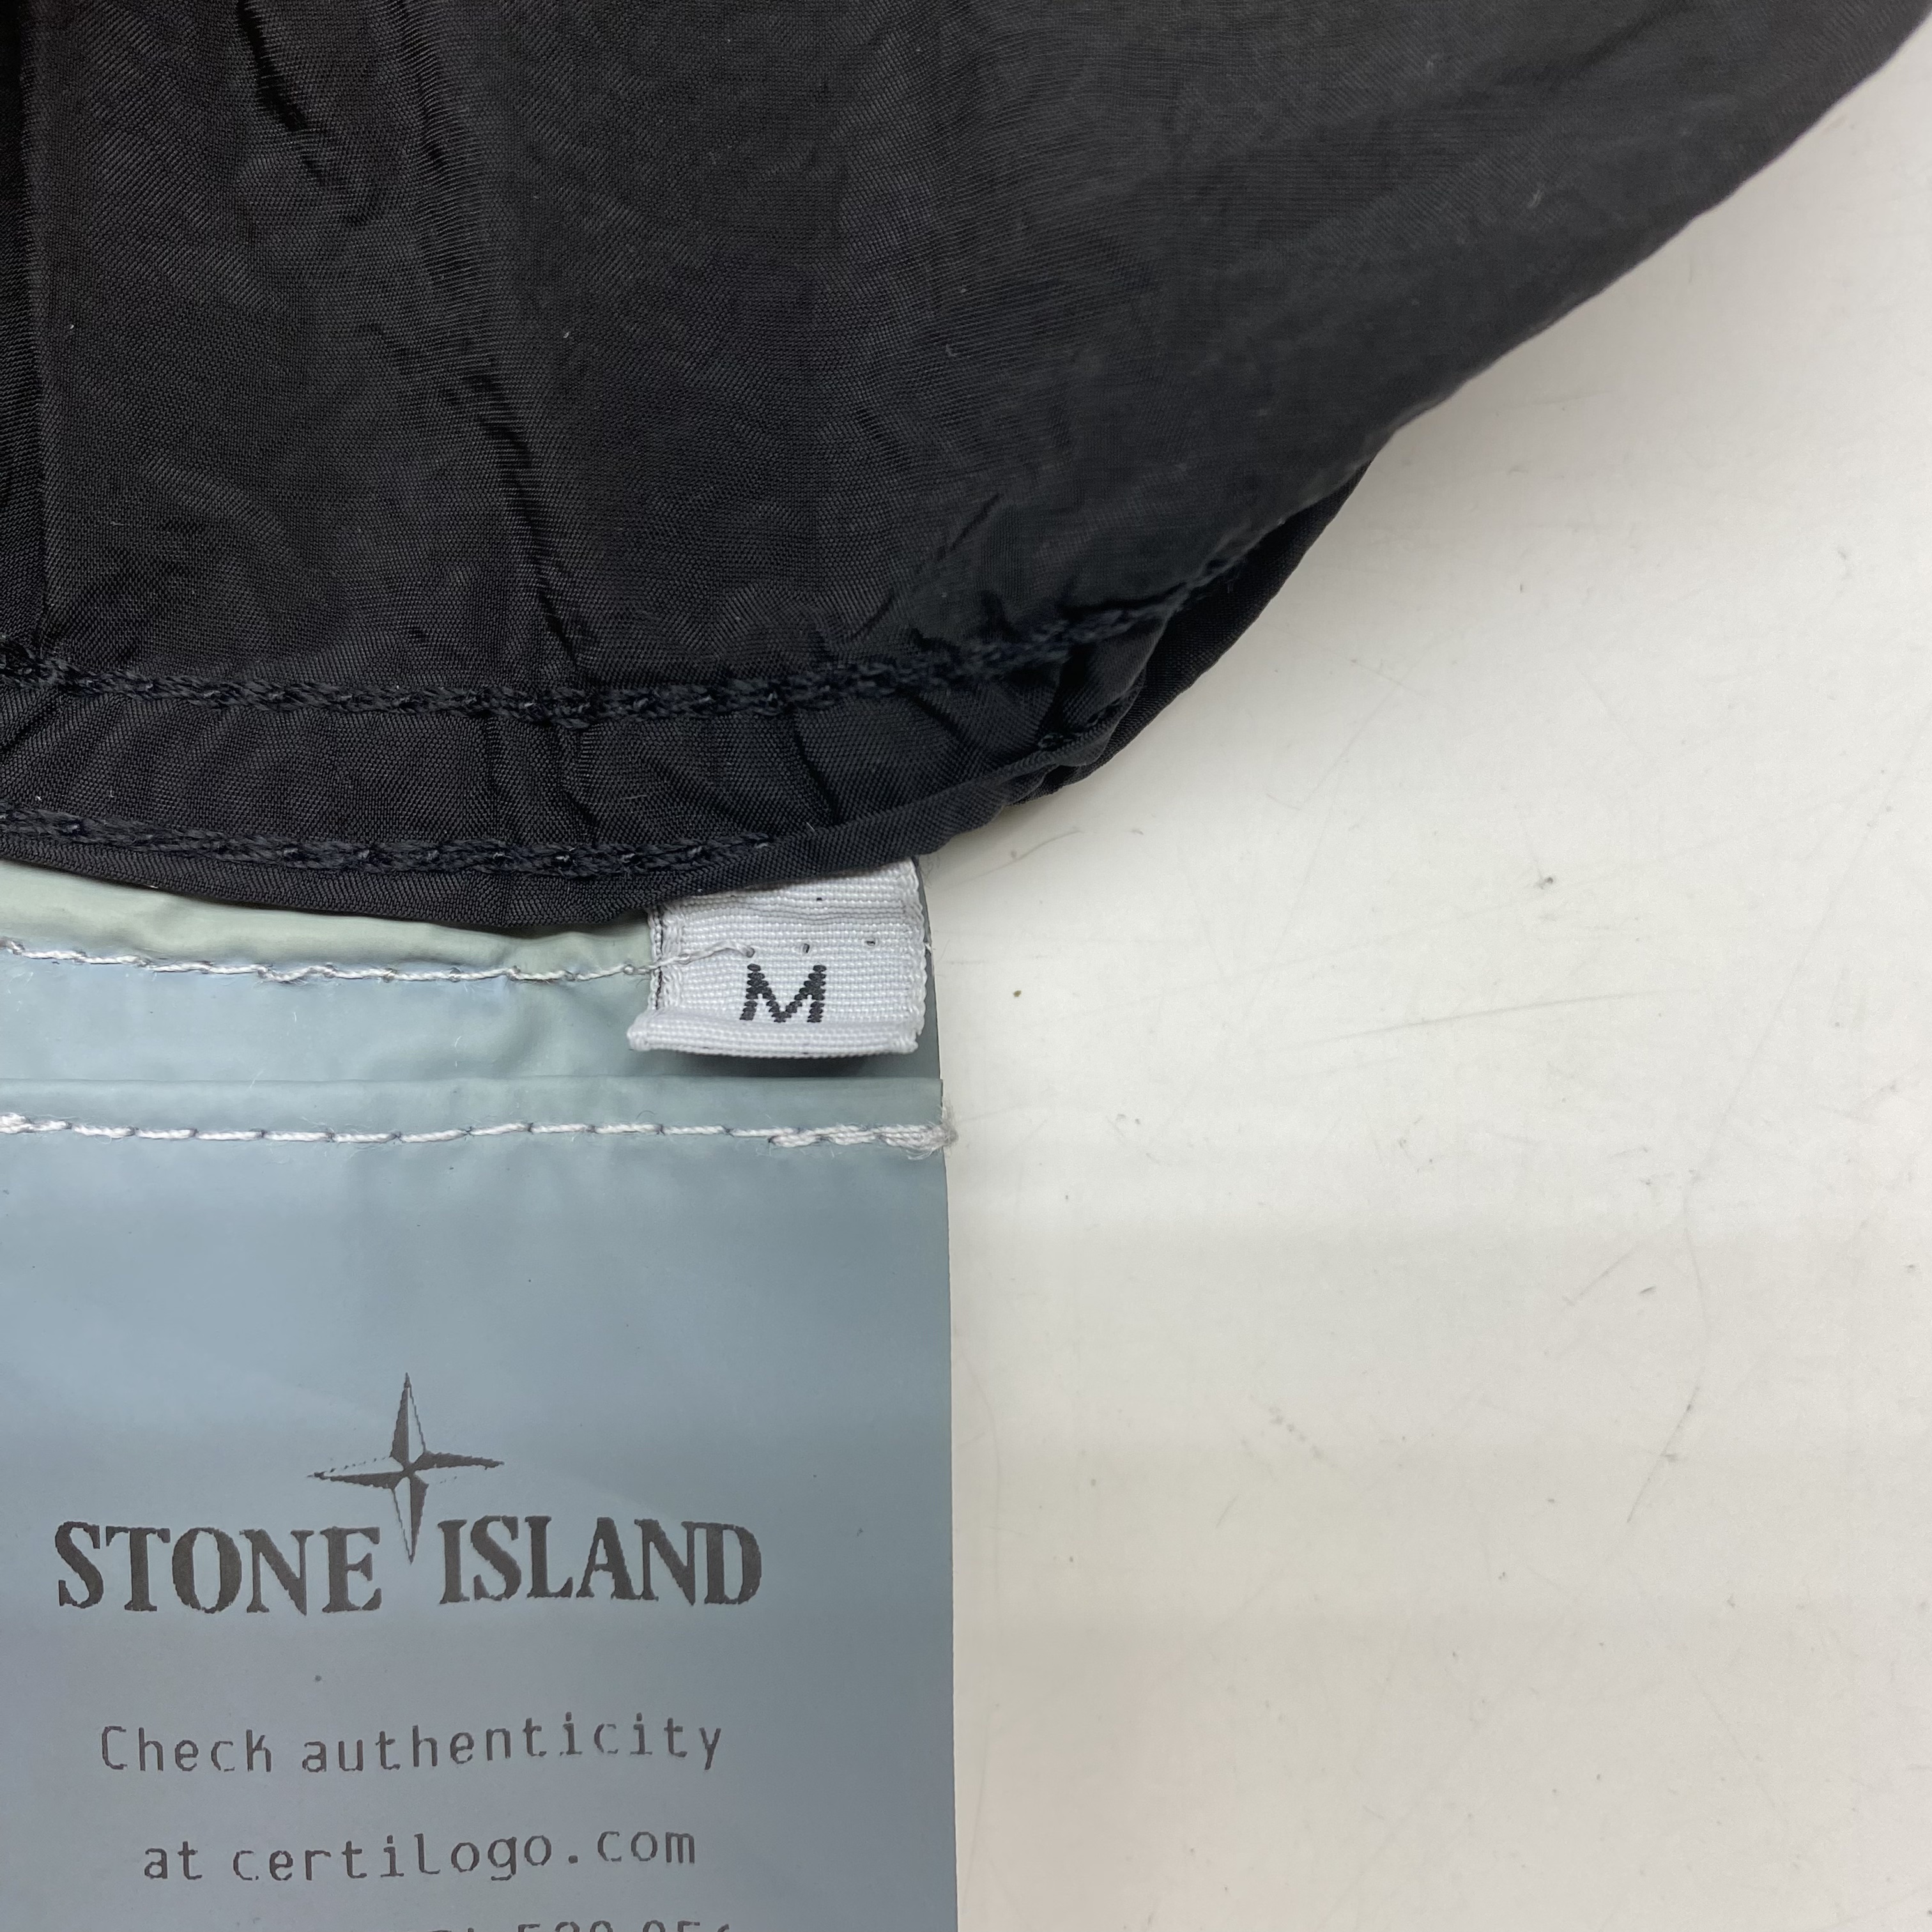 M
STONE ISLAND
Check authenticity
at certilogo.com